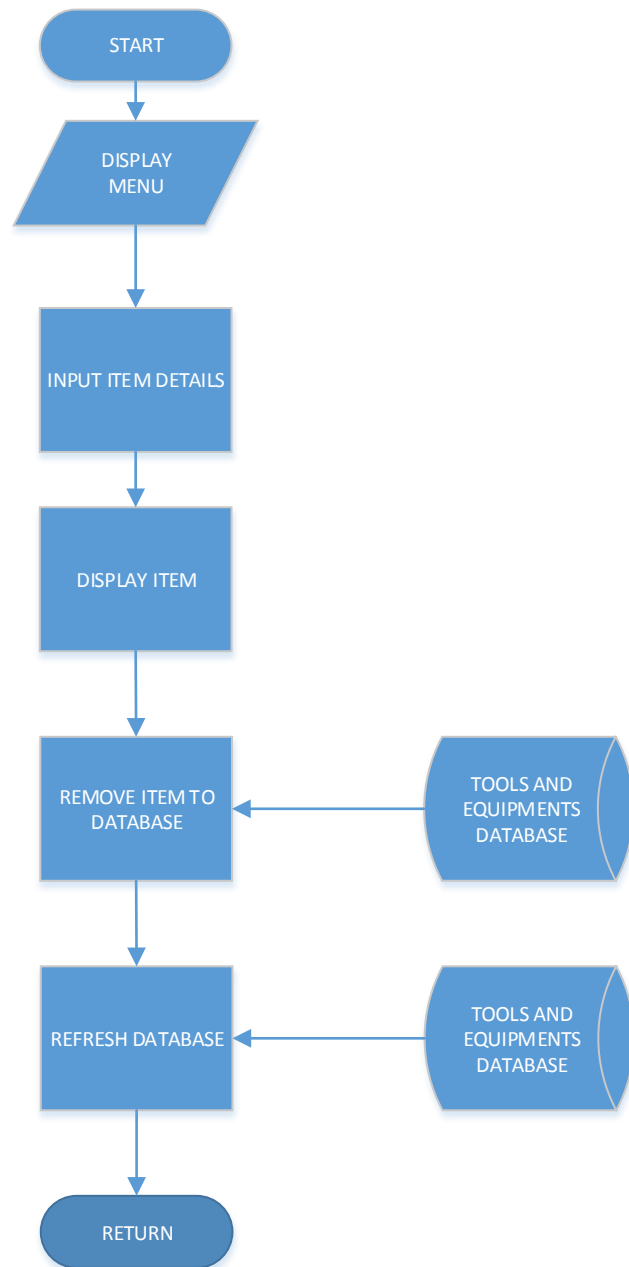 START
DISPLAY
MENU
INPUT ITEM DETAILS
DISPLAY ITEM
REMOVE ITEM TO
DATABASE
TOOLS AND
EQUIPMENTS
DATABASE
REFRESH DATABASE
TOOLS AND
EQUIPMENTS
DATABASE
RETURN